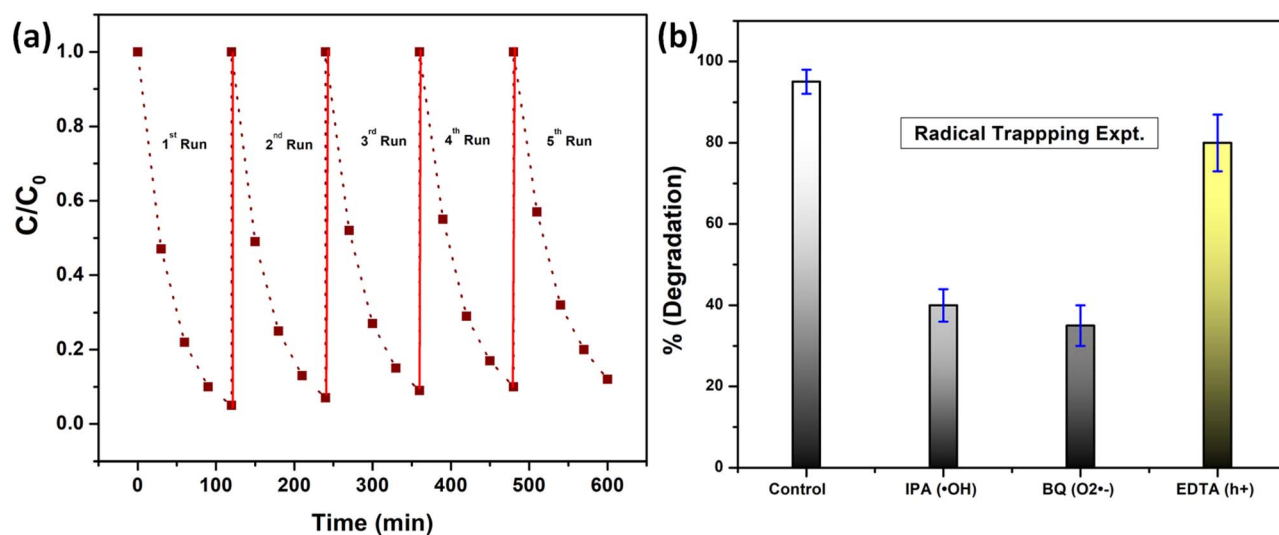 (a)
C/C₀
1.0
0.8
0.6
0.4
0.2
0.0
1st Run
2nd Run
3rd Run
4th Run
5th Run
0
100
200
300
400
500
600
Time (min)
(b)
% (Degradation)
100
80
60
40
20
0
Radical Trappping Expt.
Control
IPA (•OH)
BQ (O2•-)
EDTA (h+)